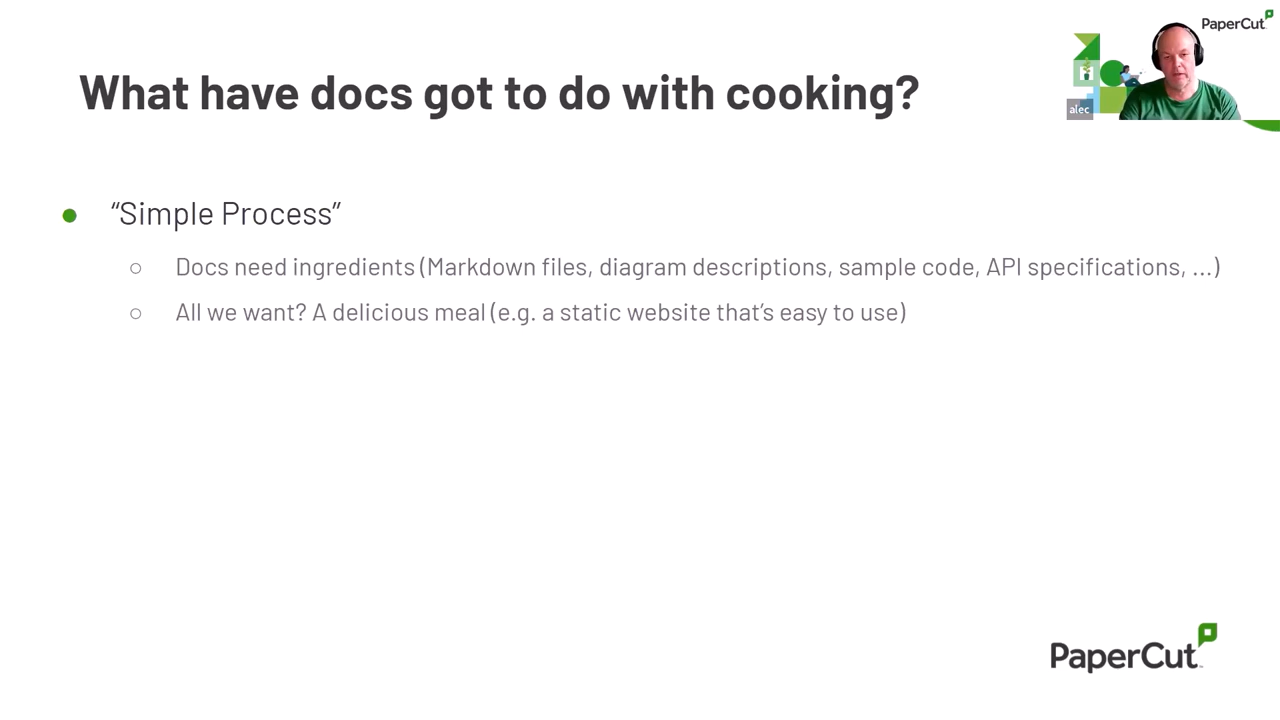 PaperCut
What have docs got to do with cooking?
alec
“Simple Process”
Docs need ingredients (Markdown files, diagram descriptions, sample code, API specifications, ...)
All we want? A delicious meal (e.g. a static website that’s easy to use)
PaperCut